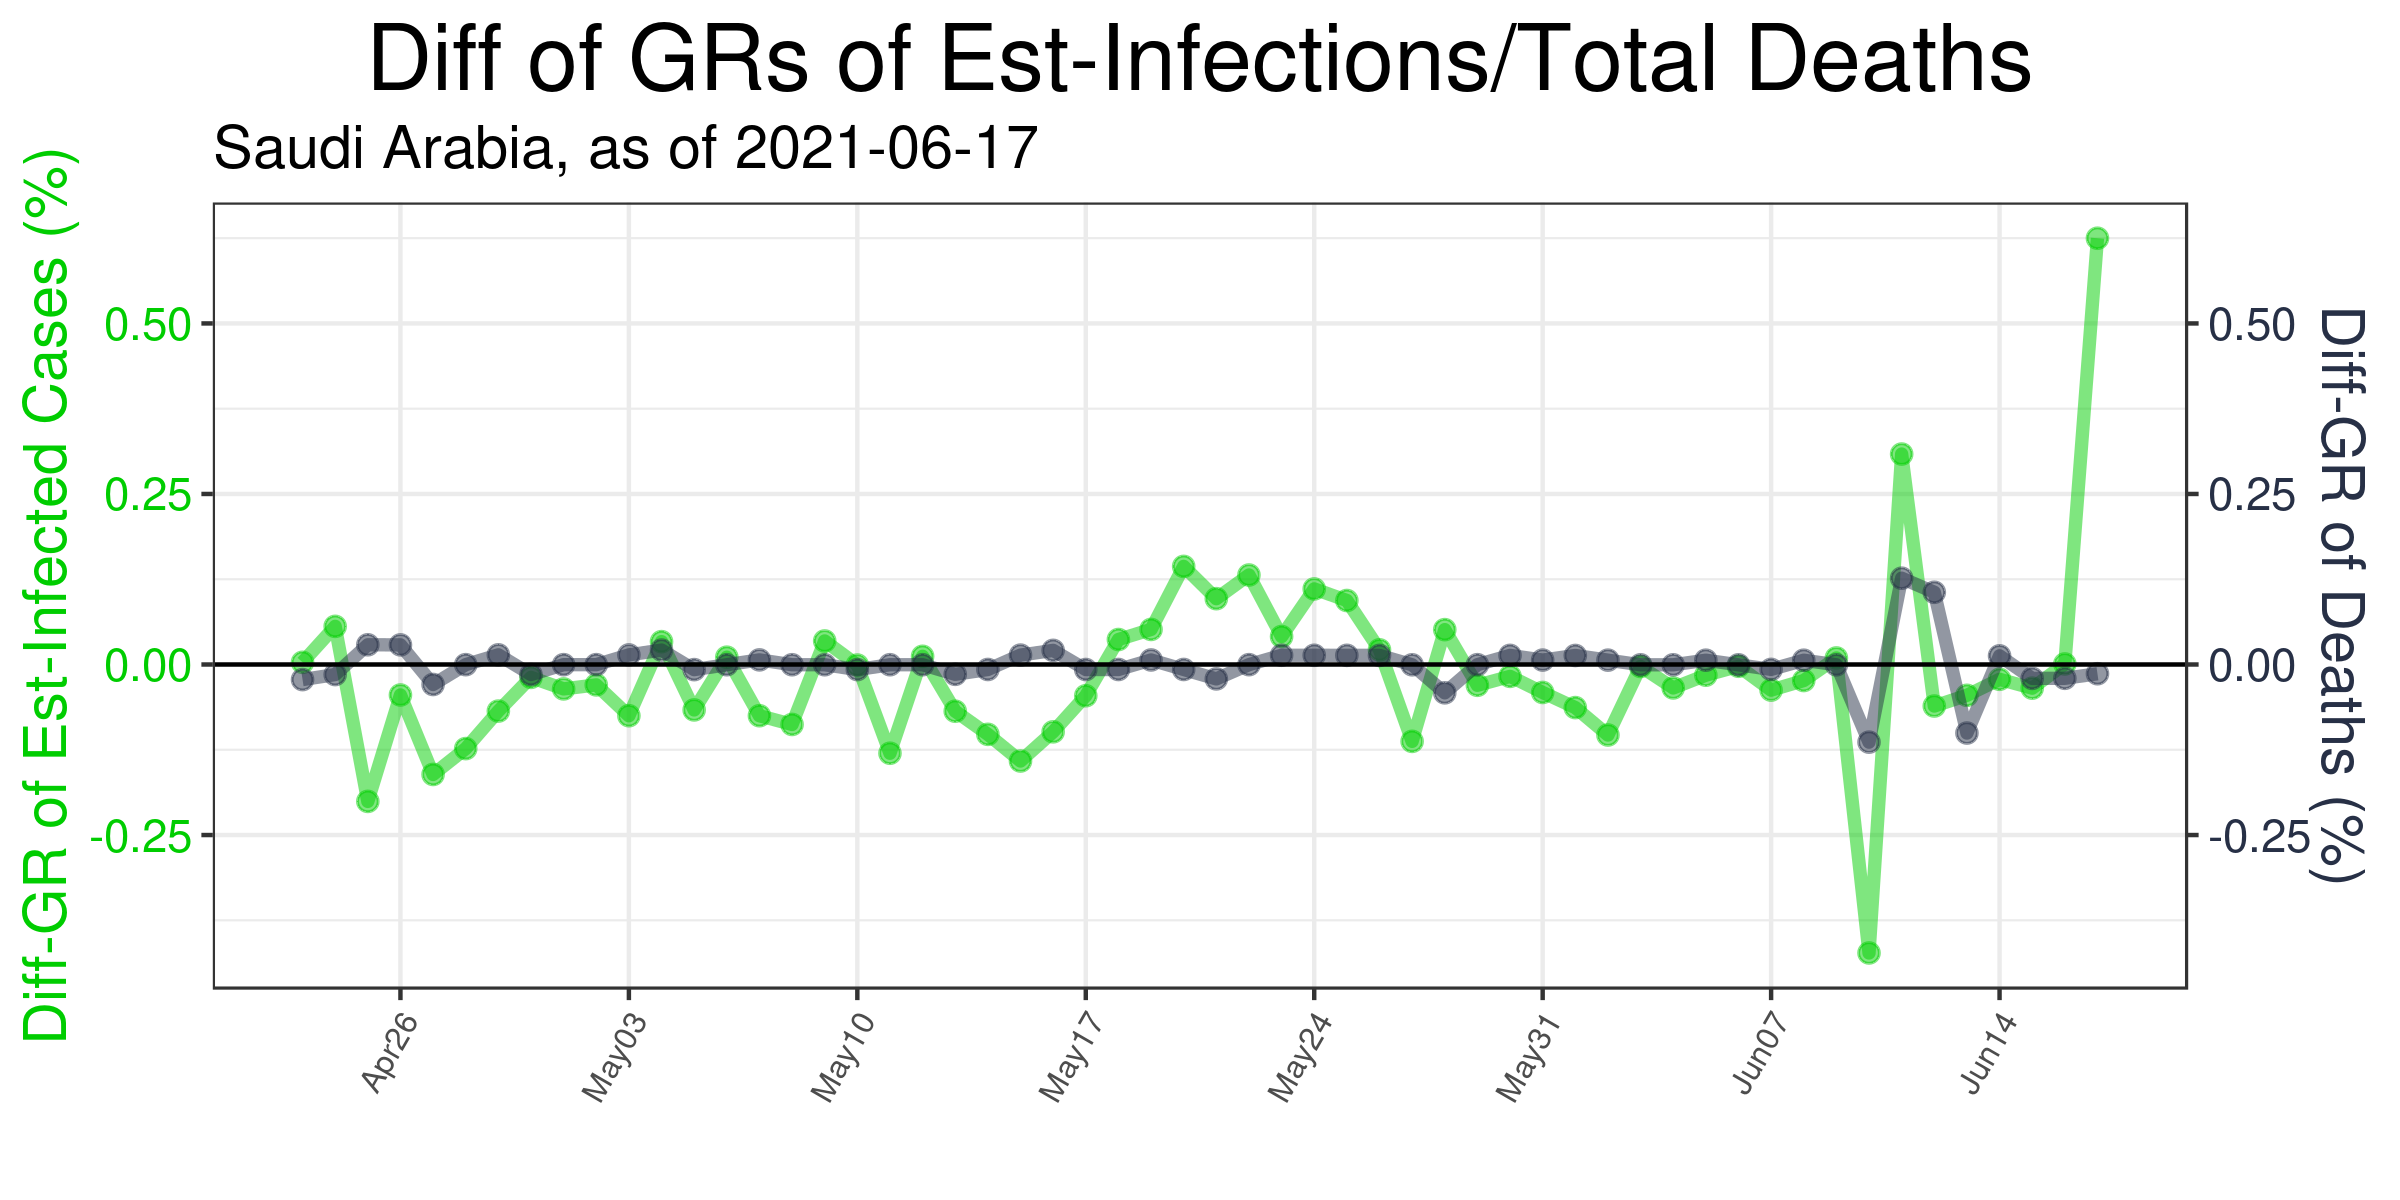 Diff of GRs of Est-Infections/Total Deaths
Saudi Arabia, as of 2021-06-17
Diff-GR of Est-Infected Cases (%)
0.50
0.25
0.00
-0.25
0.50
0.25
0.00
-0.25
Diff-GR of Deaths (%)
Apr26
May03
May10
May17
May24
May31
Jun07
Jun14